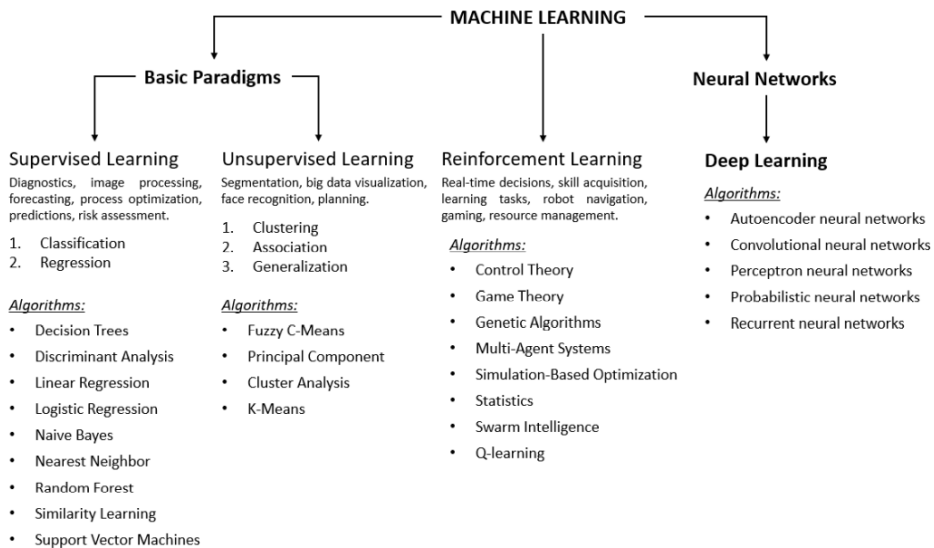 MACHINE LEARNING
Basic Paradigms
Neural Networks
Supervised Learning
Diagnostics, image processing,
forecasting, process optimization,
predictions, risk assessment.
1. Classification
2. Regression
Algorithms:
• Decision Trees
• Discriminant Analysis
• Linear Regression
• Logistic Regression
• Naive Bayes
• Nearest Neighbor
• Random Forest
• Similarity Learning
• Support Vector Machines
Unsupervised Learning
Segmentation, big data visualization,
face recognition, planning.
1. Clustering
2. Association
3. Generalization
Algorithms:
• Fuzzy C-Means
• Principal Component
• Cluster Analysis
• K-Means
Reinforcement Learning
Real-time decisions, skill acquisition,
learning tasks, robot navigation,
gaming, resource management.
Algorithms:
• Control Theory
• Game Theory
• Genetic Algorithms
• Multi-Agent Systems
• Simulation-Based Optimization
• Statistics
• Swarm Intelligence
• Q-learning
Deep Learning
Algorithms:
• Autoencoder neural networks
• Convolutional neural networks
• Perceptron neural networks
• Probabilistic neural networks
• Recurrent neural networks